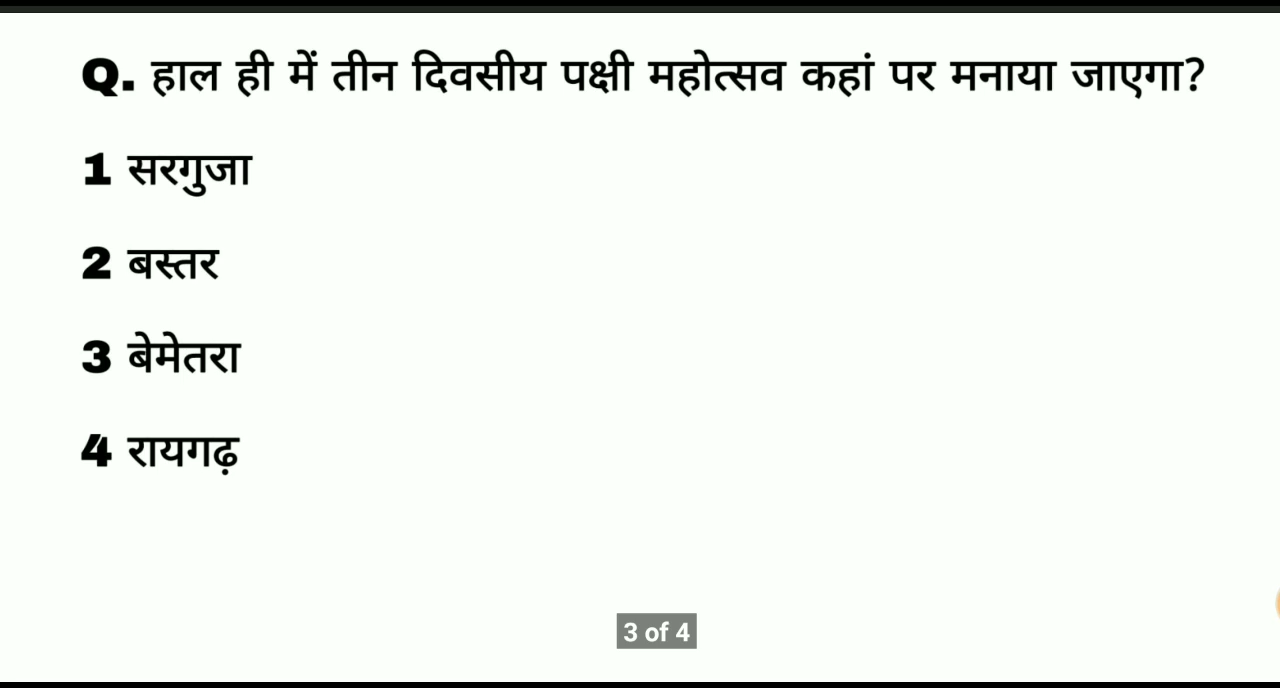 Q. हाल ही में तीन दिवसीय पक्षी महोत्सव कहां पर मनाया जाएगा?
1 सरगुजा
2 बस्तर
3 बेमेतरा
4 रायगढ़
3 of 4